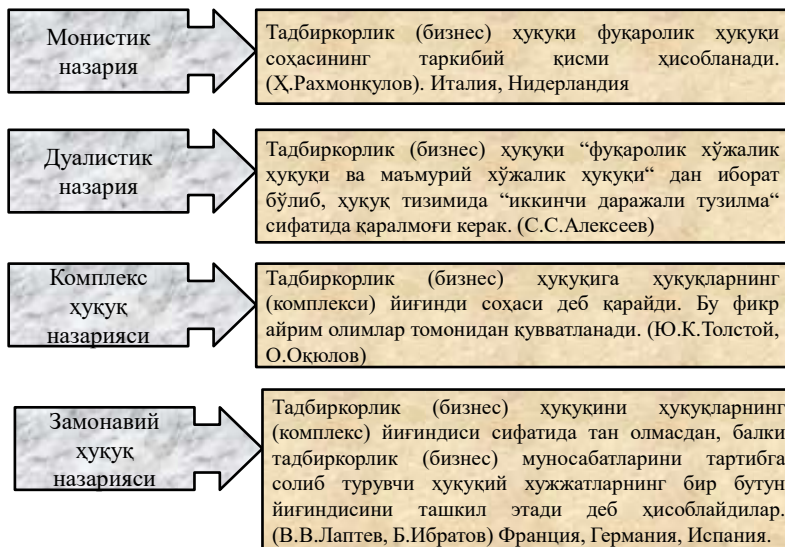 Монистик
назария
Тадбиркорлик (бизнес) ҳуқуқи фуқаролик ҳуқуқи
соҳасининг таркибий қисми ҳисобланади.
(Ҳ.Рахмонқулов). Италия, Нидерландия
Дуалистик
назария
Тадбиркорлик (бизнес) ҳуқуқи “фуқаролик хўжалик
ҳуқуқи ва маъмурий хўжалик ҳуқуқи“ дан иборат
бўлиб, ҳуқуқ тизимида “иккинчи даражали тузилма“
сифатида қаралмоғи керак. (С.С.Алексеев)
Комплекс
ҳуқуқ
назарияси
Тадбиркорлик (бизнес) ҳуқуқига ҳуқуқларнинг
(комплекси) йиғинди соҳаси деб қарайди. Бу фикр
айрим олимлар томонидан қувватланади. (Ю.К.Толстой,
О.Оқюлов)
Замонавий
ҳуқуқ
назарияси
Тадбиркорлик (бизнес) ҳуқуқини ҳуқуқларнинг
(комплекс) йиғиндиси сифатида тан олмасдан, балки
тадбиркорлик (бизнес) муносабатларини тартибга
солиб турувчи ҳуқуқий хужжатларнинг бир бутун
йиғиндисини ташкил этади деб ҳисоблайдилар.
(В.В.Лаптев, Б.Ибратов) Франция, Германия, Испания.